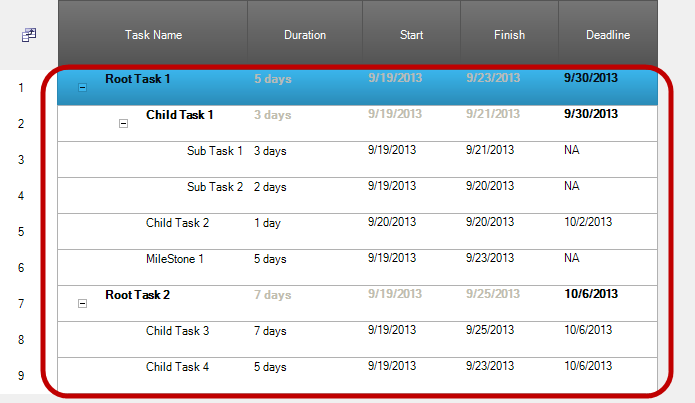 Task Name Duration Start Finish Deadline
1 Root Task 1 5 days 9/19/2013 9/23/2013 9/30/2013
2 Child Task 1 3 days 9/19/2013 9/21/2013 9/30/2013
3 Sub Task 1 3 days 9/19/2013 9/21/2013 NA
4 Sub Task 2 2 days 9/19/2013 9/20/2013 NA
5 Child Task 2 1 day 9/20/2013 9/20/2013 10/2/2013
6 MileStone 1 5 days 9/19/2013 9/23/2013 NA
7 Root Task 2 7 days 9/19/2013 9/25/2013 10/6/2013
8 Child Task 3 7 days 9/19/2013 9/25/2013 10/6/2013
9 Child Task 4 5 days 9/19/2013 9/23/2013 10/6/2013